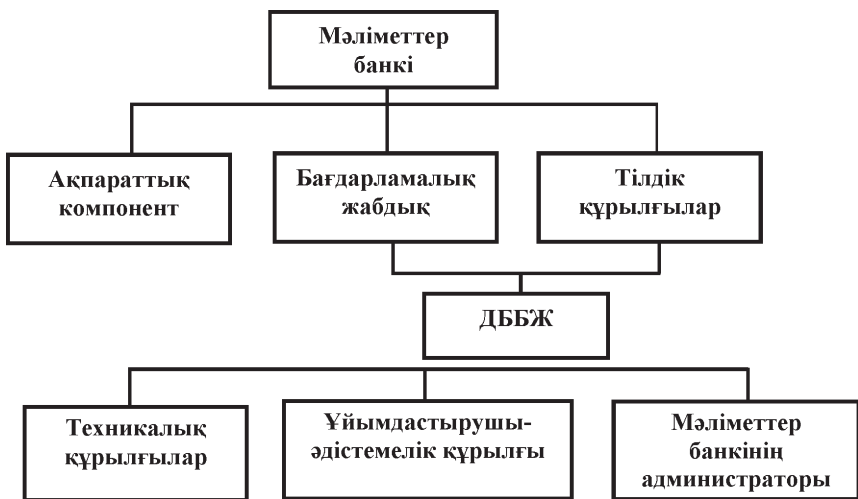 Мәліметтер
банкі
Ақпараттық
компонент
Бағдарламалық
жабдық
Тілдік
құрылғылар
ДББЖ
Техникалық
құрылғылар
Ұйымдастырушы-
әдістемелік құрылғы
Мәліметтер
банкінің
администраторы